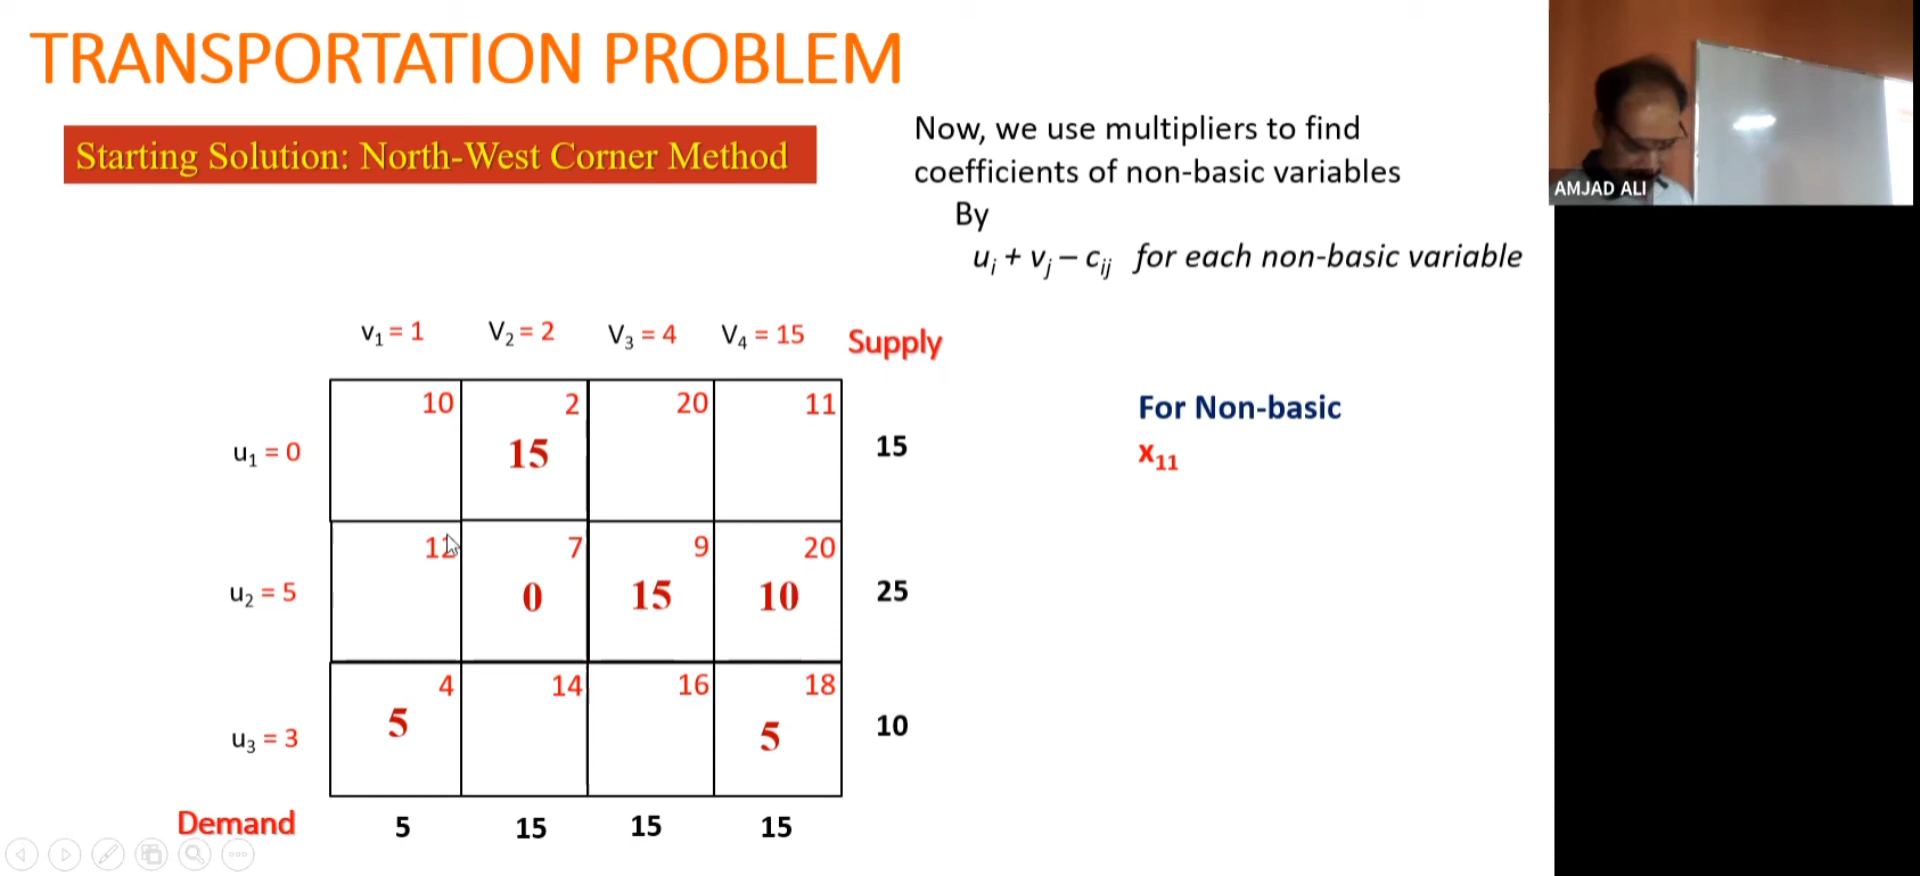 TRANSPORTATION PROBLEM
Starting Solution: North-West Corner Method
Now, we use multipliers to find
coefficients of non-basic variables
By
uᵢ + vⱼ – cᵢⱼ for each non-basic variable
AMJAD ALI
v₁ = 1 V₂ = 2 V₃ = 4 V₄ = 15 Supply
10 2 20 11
u₁ = 0 15 15
For Non-basic
x₁₁
7 9 20
u₂ = 5 0 15 10 25
4 14 16 18
u₃ = 3 5 5 10
Demand 5 15 15 15